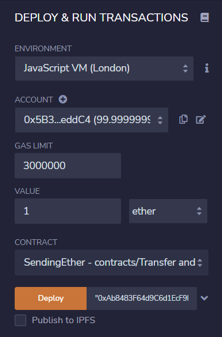 DEPLOY & RUN TRANSACTIONS
ENVIRONMENT
JavaScript VM (London)
ACCOUNT
0x5B3...eddC4 (99.9999999
GAS LIMIT
3000000
VALUE
1 ether
CONTRACT
SendingEther - contracts/Transfer and
Deploy "0xAb8483F64d9C6d1EcF9
Publish to IPFS